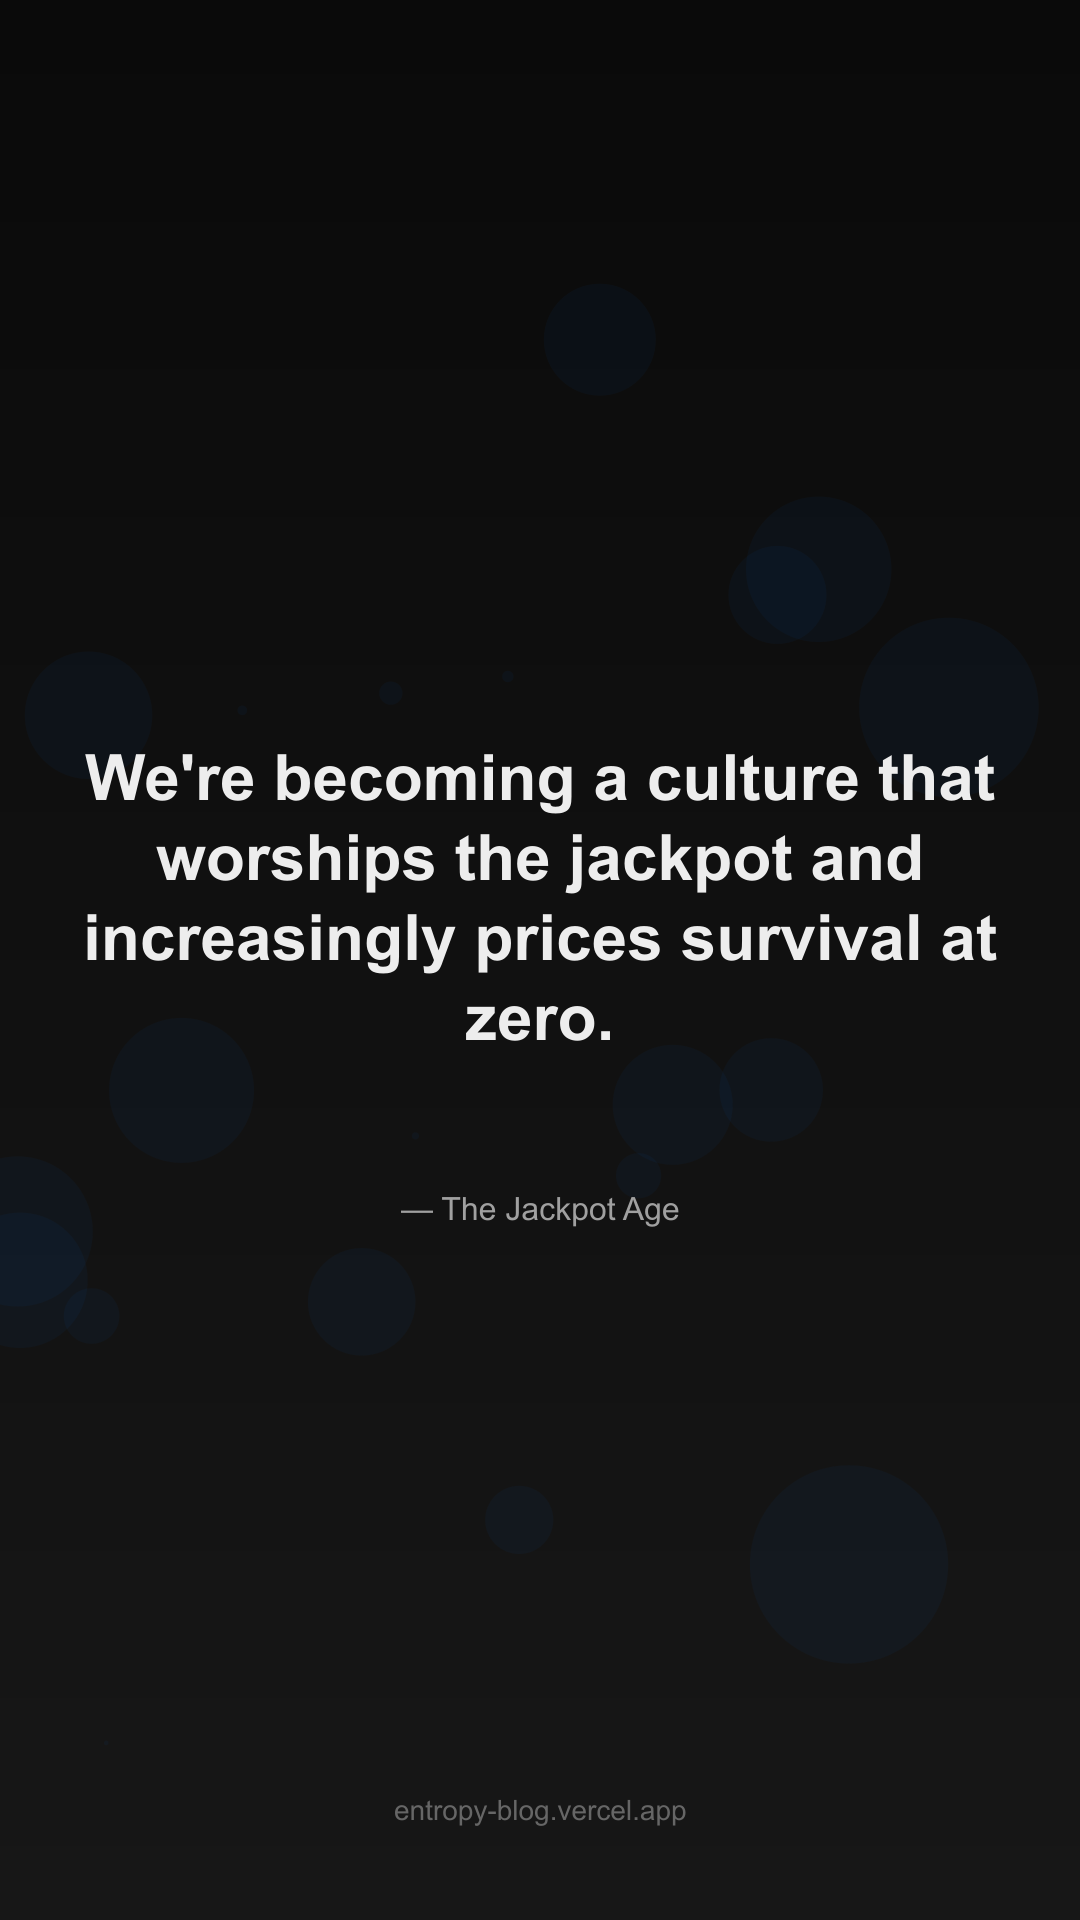 We're becoming a culture that
worships the jackpot and
increasingly prices survival at
zero.
— The Jackpot Age
entropy-blog.vercel.app